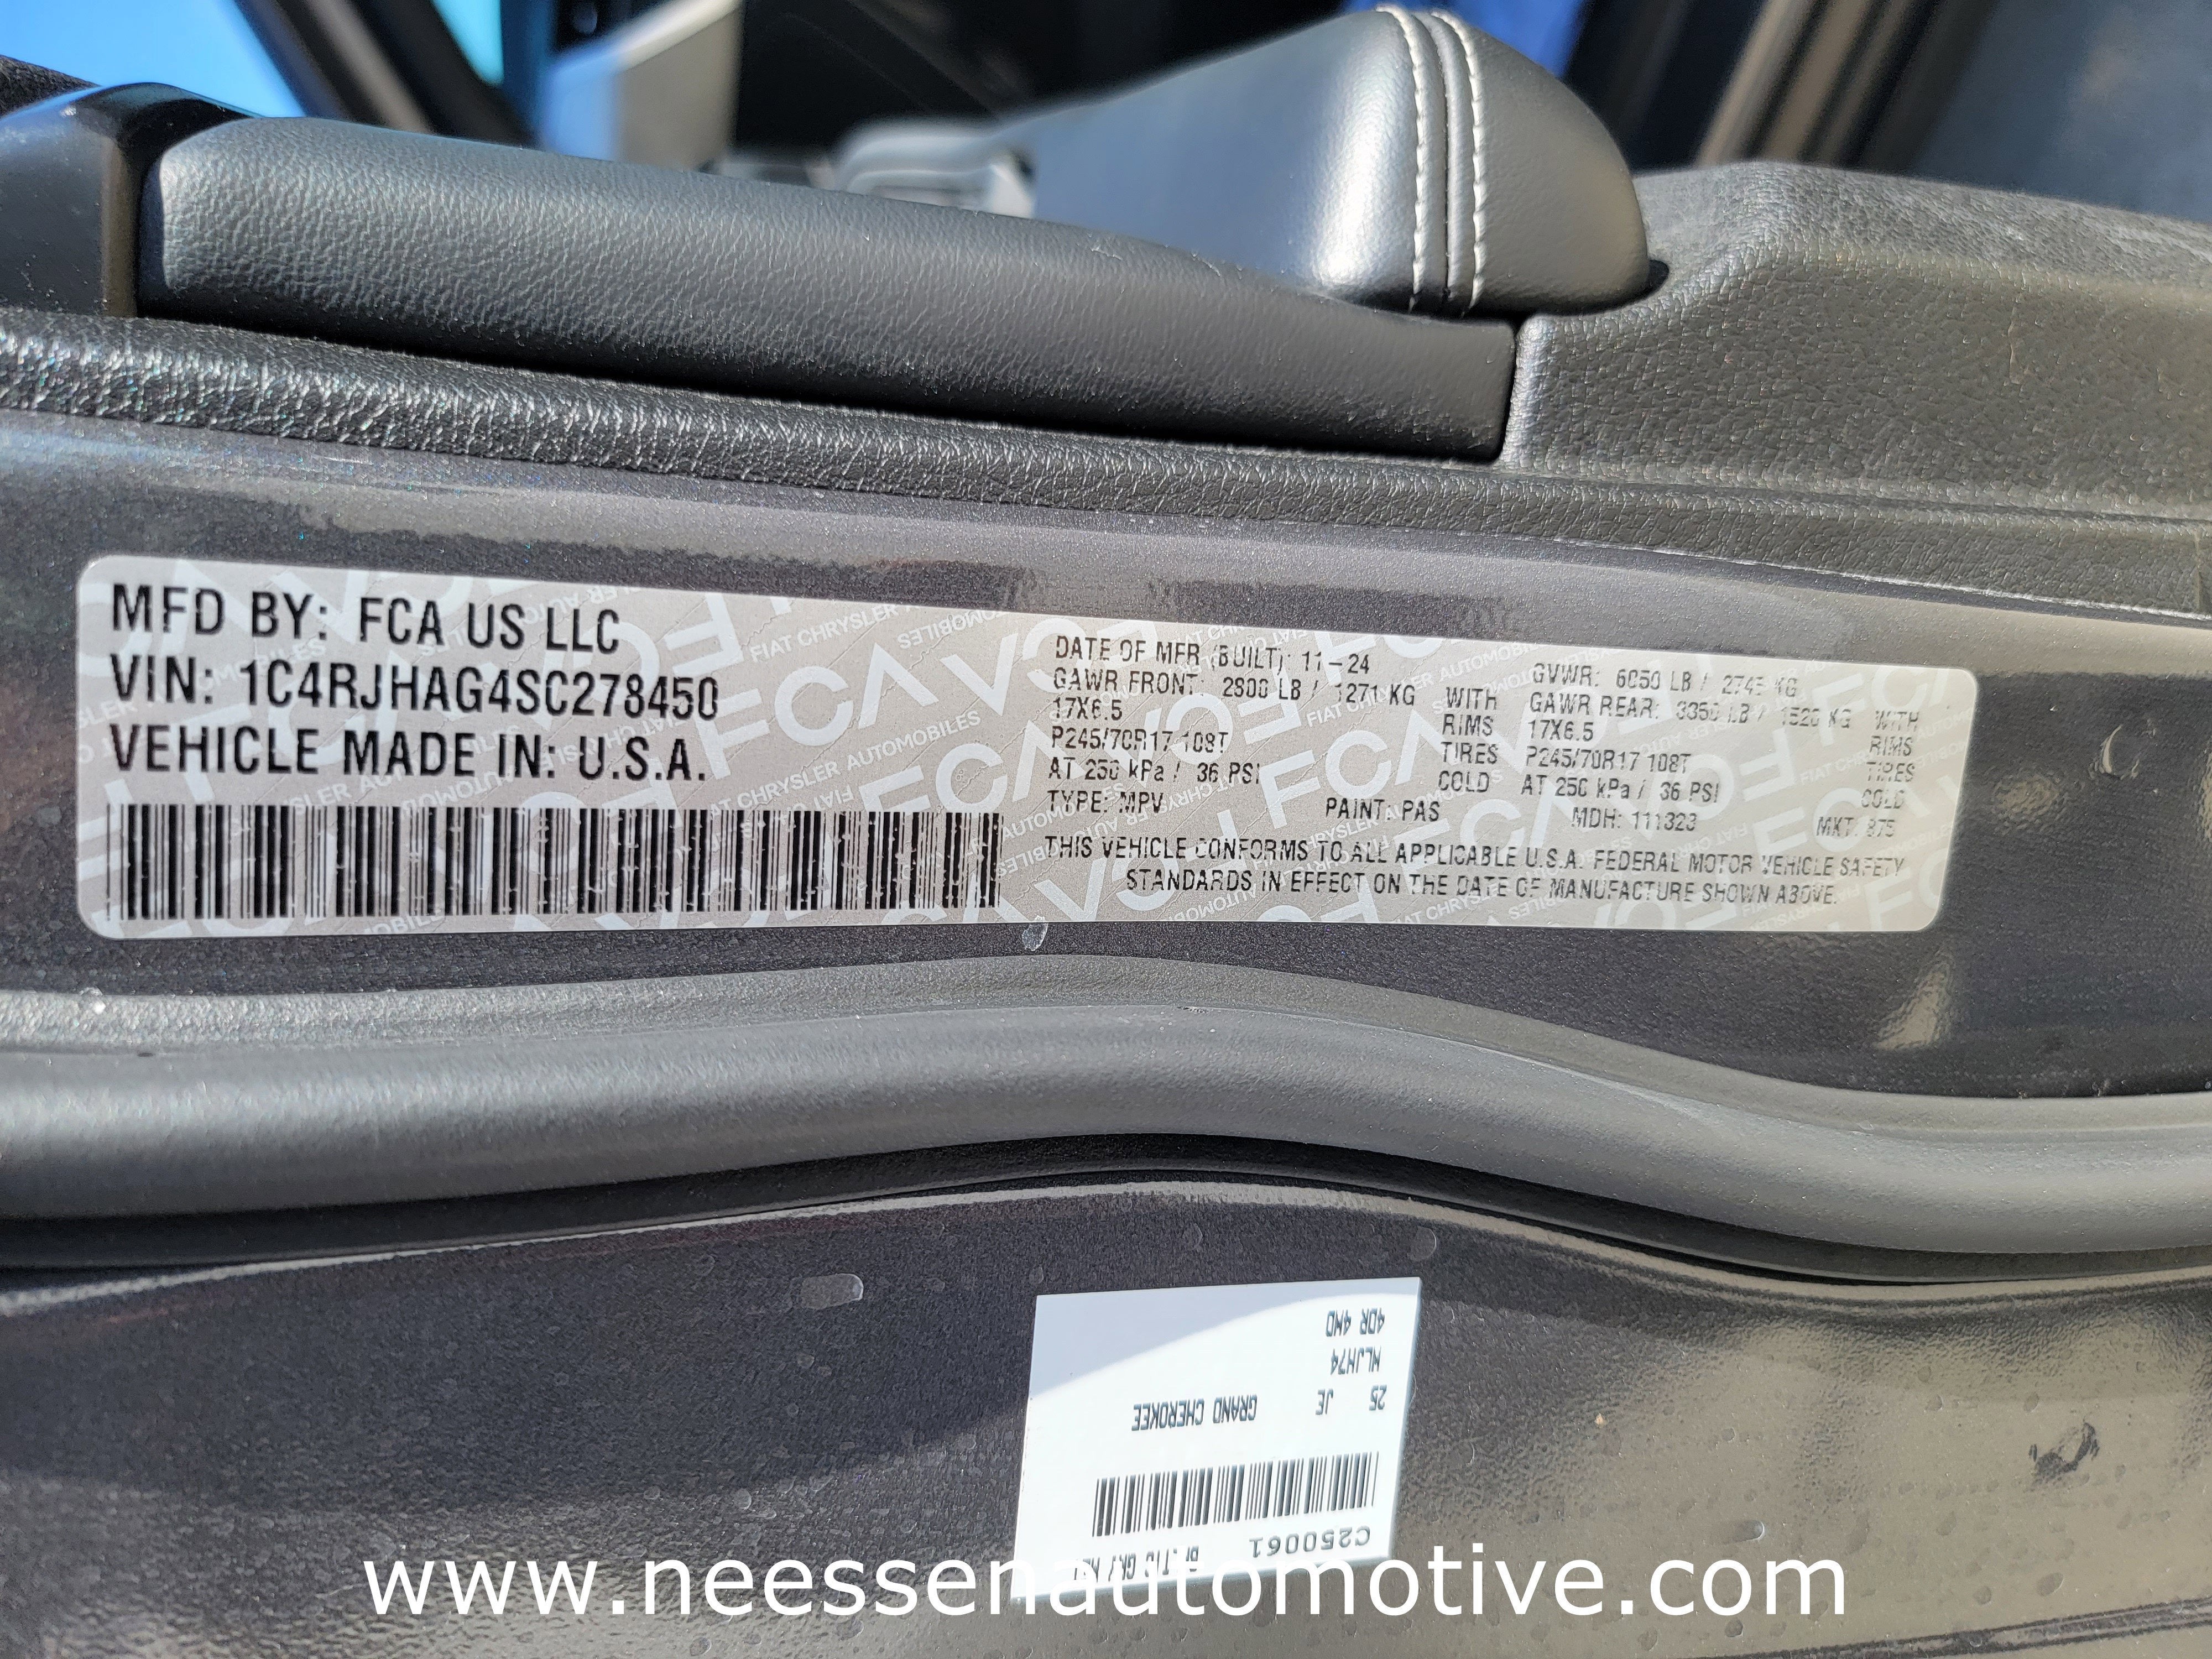 MFD BY: FCA US LLC
VIN: 1C4RJHAG4SC278450
VEHICLE MADE IN: U.S.A.
DATE OF MFR (BUILT): 11-24
GAWR FRONT: 2800 LB / 1271 KG WITH
17X6.5 RIMS
P245/70R17 108T TIRES
AT 250 kPa / 36 PSI COLD
TYPE: MPV PAINT: PAS
GVWR: 6050 LB / 2745 KG
GAWR REAR: 3350 LB / 1520 KG WITH
17X6.5 RIMS
P245/70R17 108T TIRES
AT 250 kPa / 36 PSI COLD
MDH: 111323 MKT: 875
THIS VEHICLE CONFORMS TO ALL APPLICABLE U.S.A. FEDERAL MOTOR VEHICLE SAFETY
STANDARDS IN EFFECT ON THE DATE OF MANUFACTURE SHOWN ABOVE.
C250061
25 JE GRAND CHEROKEE
WLJH74
4DR 4WD
www.neessenautomotive.com